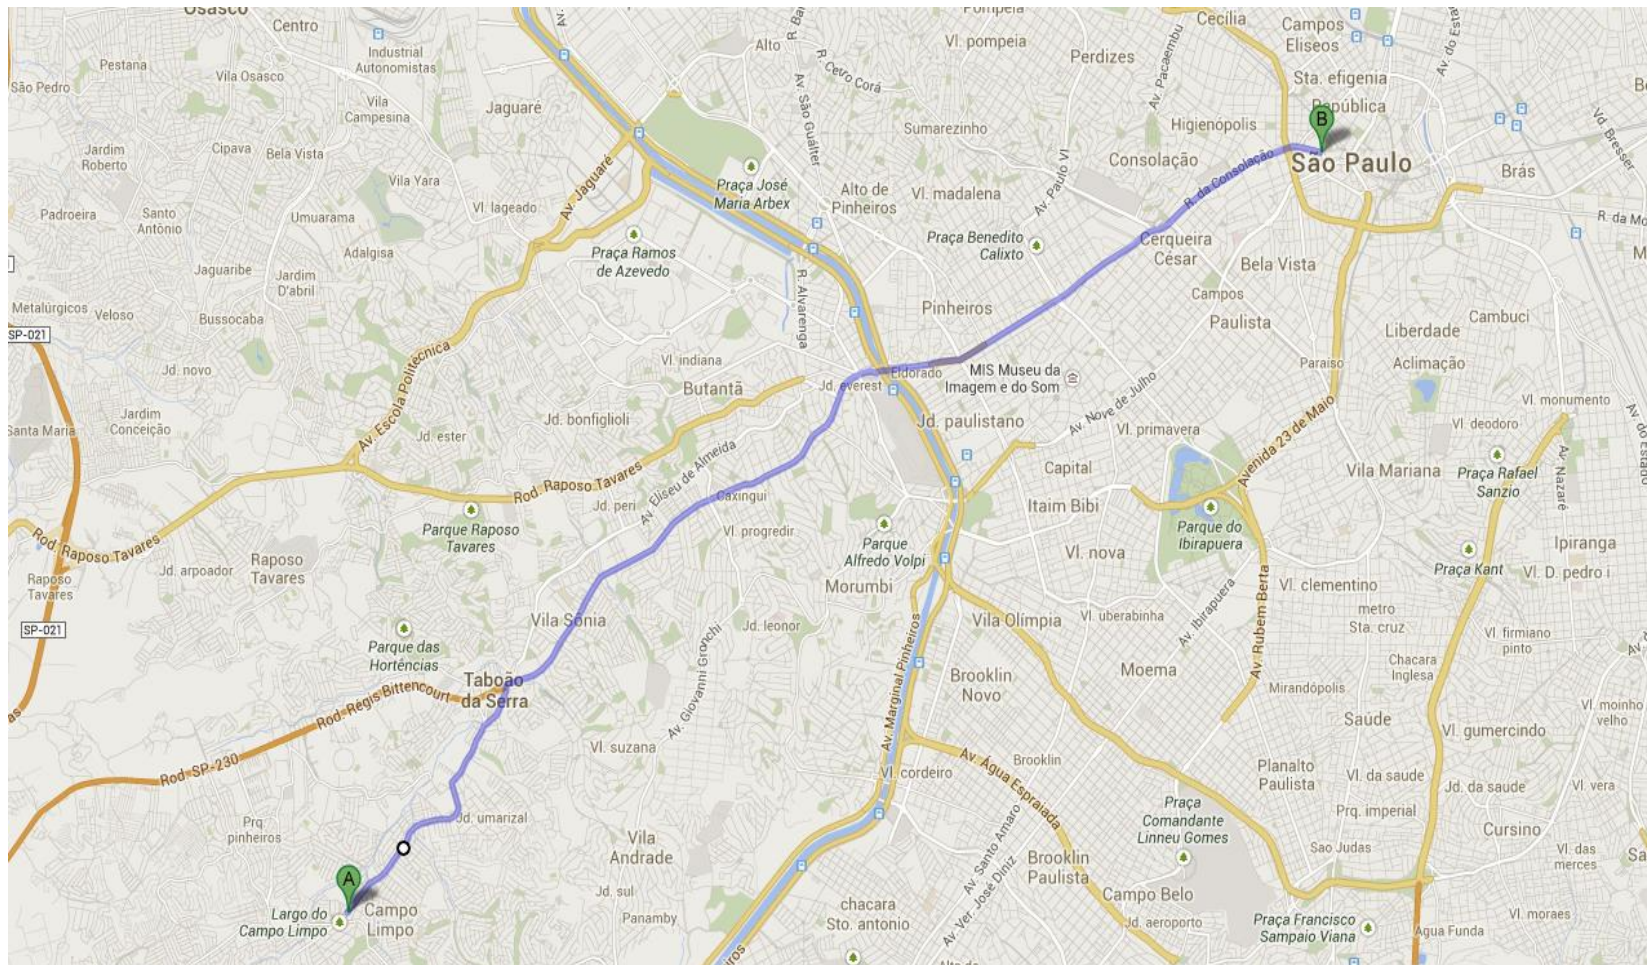 Osasco
Centro
Industrial
Autonomistas
Pestana
Vila Osasco
São Pedro
Vila
Campesina
Jaguaré
Jardim
Roberto
Cipava
Bela Vista
Vila Yara
Padroeira
Santo
Antônio
Umuarama
Vl. lageado
Adalgisa
Av. Jaguaré
Jaguaribe
Jardim
D'abril
Metalúrgicos
Veloso
Bussocaba
SP-021
Alto
R. Cerro Corá
Av. São Guálter
Vl. pompeia
Pompeia
Perdizes
Av. Pacaembu
Cecília
Campos
Eliseos
Sta. efigenia
República
B
São Paulo
Higienópolis
Consolação
R. da Consolação
Sumarezinho
Vl. madalena
Av. Paulo VI
Alto de
Pinheiros
Praça José
Maria Arbex
Praça Ramos
de Azevedo
R. Alvarenga
Praça Benedito
Calixto
Cerqueira
César
Bela Vista
Campos
Paulista
Pinheiros
Brás
Liberdade
Cambuci
Aclimação
Paraiso
Jd. novo
Av. Escola Politecnica
Vl. indiana
Butantã
Jd. everest
Eldorado
MIS Museu da
Imagem e do Som
Jd. paulistano
Av. Nove de Julho
Vl. primavera
Avenida 23 de Maio
Vl. monumento
Vl. deodoro
Santa Maria
Jardim
Conceição
Jd. ester
Jd. bonfiglioli
Rod. Raposo Tavares
Av. Eliseu de Almeida
Jd. peri
Caxingui
Vl. progredir
Capital
Itaim Bibi
Vila Mariana
Praça Rafael
Sanzio
Av. Nazaré
Parque Raposo
Tavares
Parque
Alfredo Volpi
Parque do
Ibirapuera
Rod. Raposo Tavares
Raposo
Tavares
Jd. arpoador
Raposo
Tavares
Morumbi
Vl. nova
Praça Kant
Ipiranga
Vl. D. pedro i
Vl. clementino
SP-021
Parque das
Hortências
Vila Sônia
Jd. leonor
Vila Olímpia
Vl. uberabinha
Av. Ibirapuera
Av. Rubem Berta
metro
Sta. cruz
Vl. firmiano
pinto
Taboão
da Serra
Rod. Régis Bittencourt
Av. Giovanni Gronchi
Av. Marginal Pinheiros
Brooklin
Novo
Moema
Mirandópolis
Chacara
Inglesa
Saúde
Vl. moinho
velho
Vl. gumercindo
Rod. SP-230
Vl. suzana
Vl. cordeiro
Av. Água Espraiada
Brooklin
Planalto
Paulista
Vl. da saude
Jd. da saude
Vl. vera
Prq. imperial
Cursino
Prq.
pinheiros
Jd. umarizal
Vila
Andrade
Av. Santo Amaro
Praça
Comandante
Linneu Gomes
Sao Judas
Vl. das
merces
A
Largo do
Campo Limpo
Campo
Limpo
Jd. sul
Panamby
chacara
Sto. antonio
Av. Ver. José Diniz
Brooklin
Paulista
Campo Belo
Jd. aeroporto
Praça Francisco
Sampaio Viana
Agua Funda
Vl. moraes